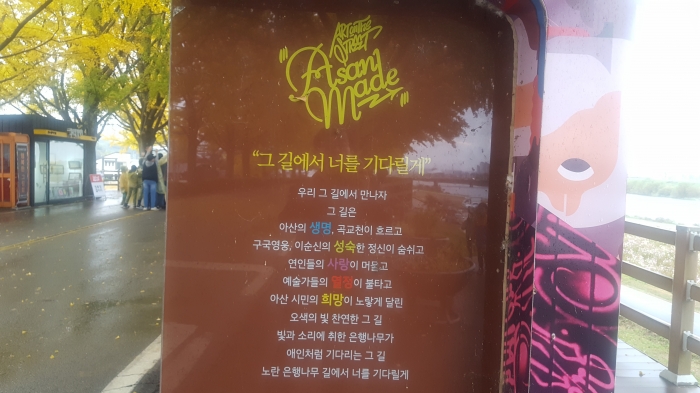 ART ON THE
STREET
"Asan
Made"
“그 길에서 너를 기다릴게”
우리 그 길에서 만나자
그 길은
아산의 생명, 곡교천이 흐르고
구국영웅, 이순신의 성숙한 정신이 숨쉬고
연인들의 사랑이 머물고
예술가들의 열정이 불타고
아산 시민의 희망이 노랗게 달린
오색의 빛 찬연한 그 길
빛과 소리에 취한 은행나무가
애인처럼 기다리는 그 길
노란 은행나무 길에서 너를 기다릴게